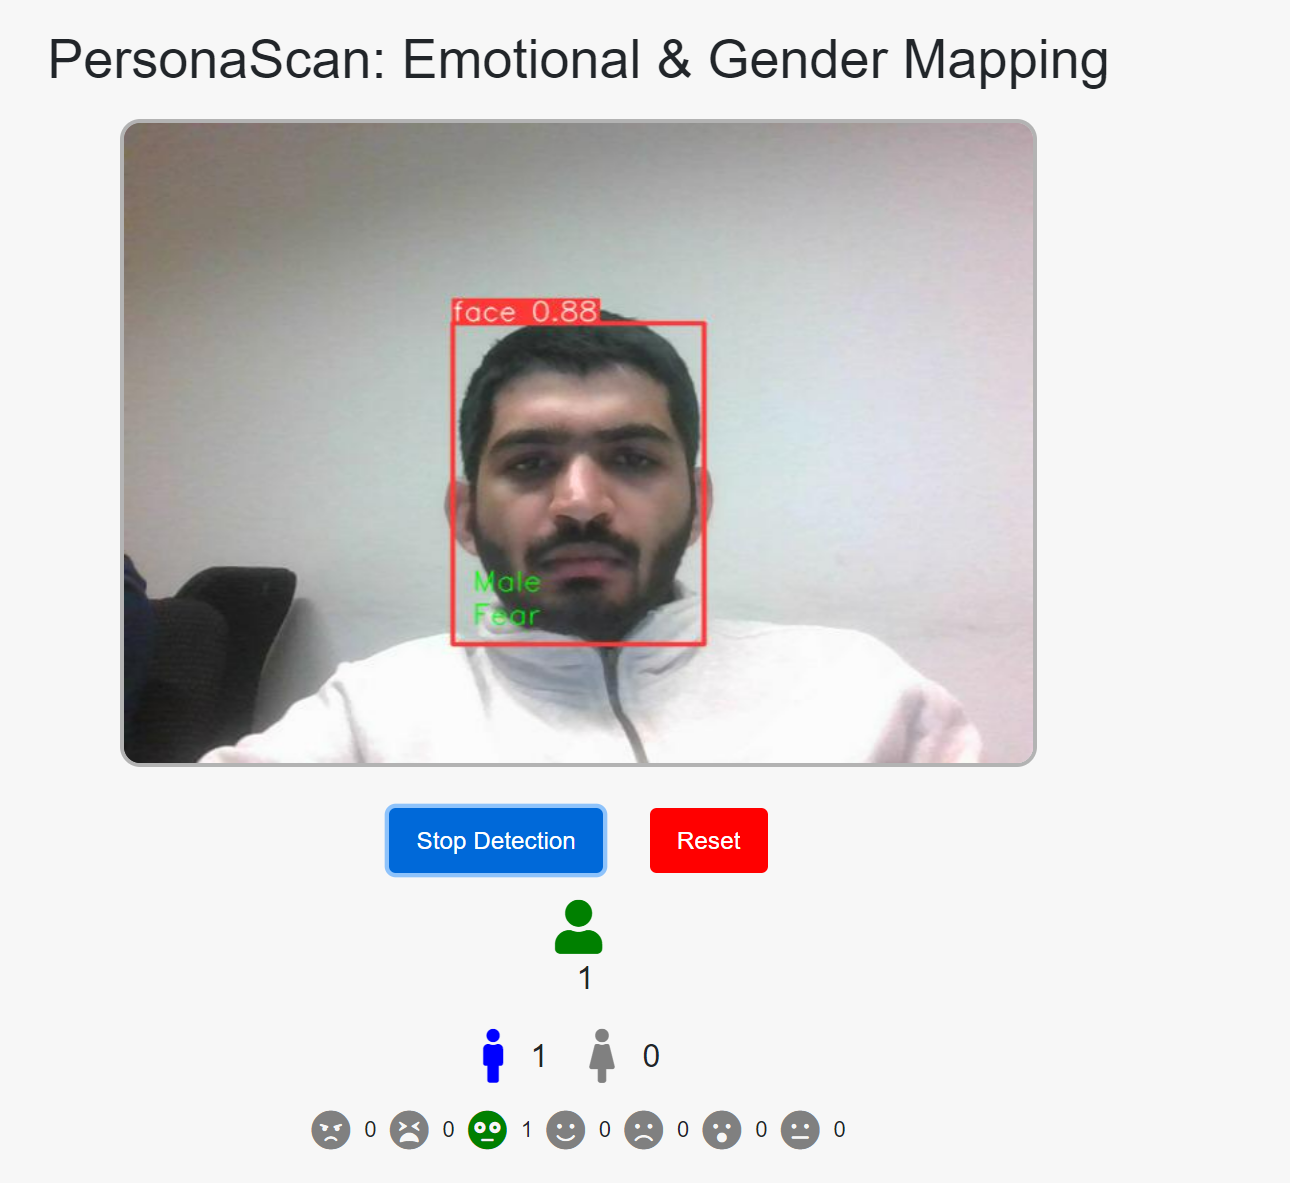 PersonaScan: Emotional & Gender Mapping
face 0.88
Male
Fear
Stop Detection
Reset
1
1 0
0 0 1 0 0 0 0